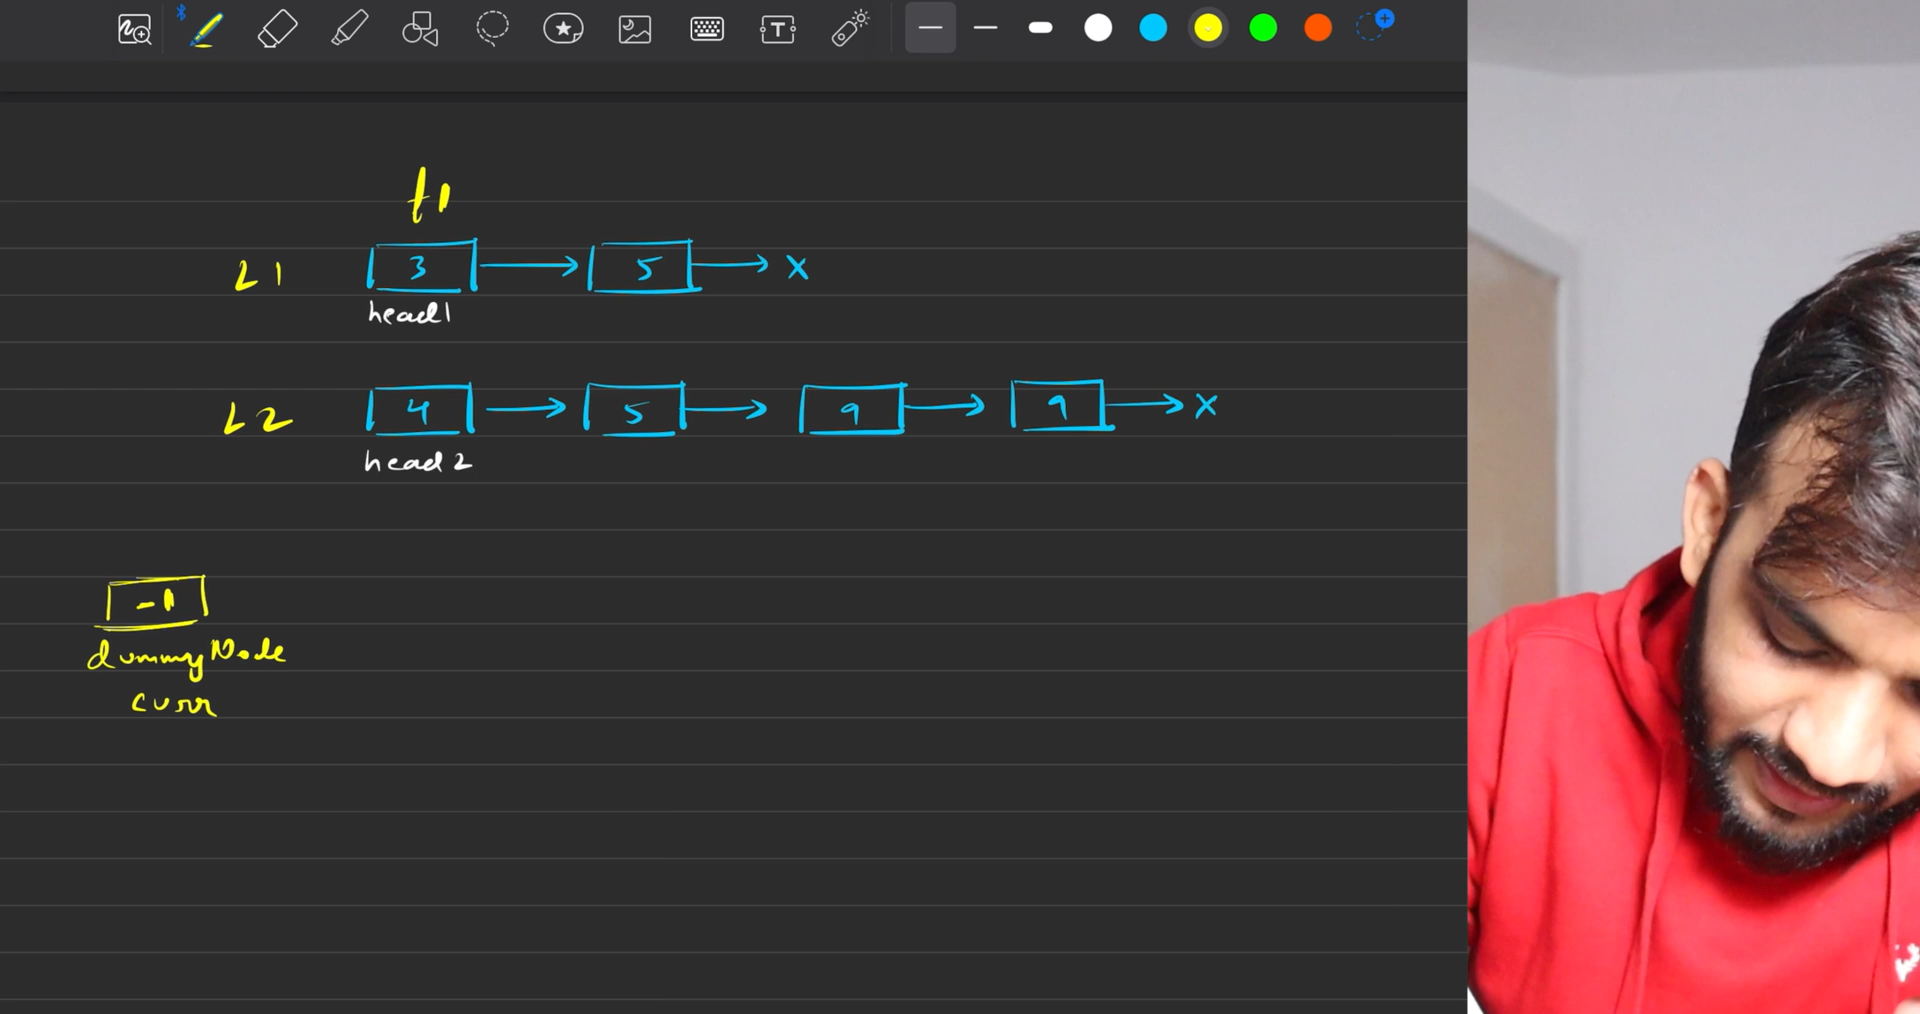 t1
L1 3 5 x
head1
L2 4 5 9 9 x
head2
-1
dummyNode
curr